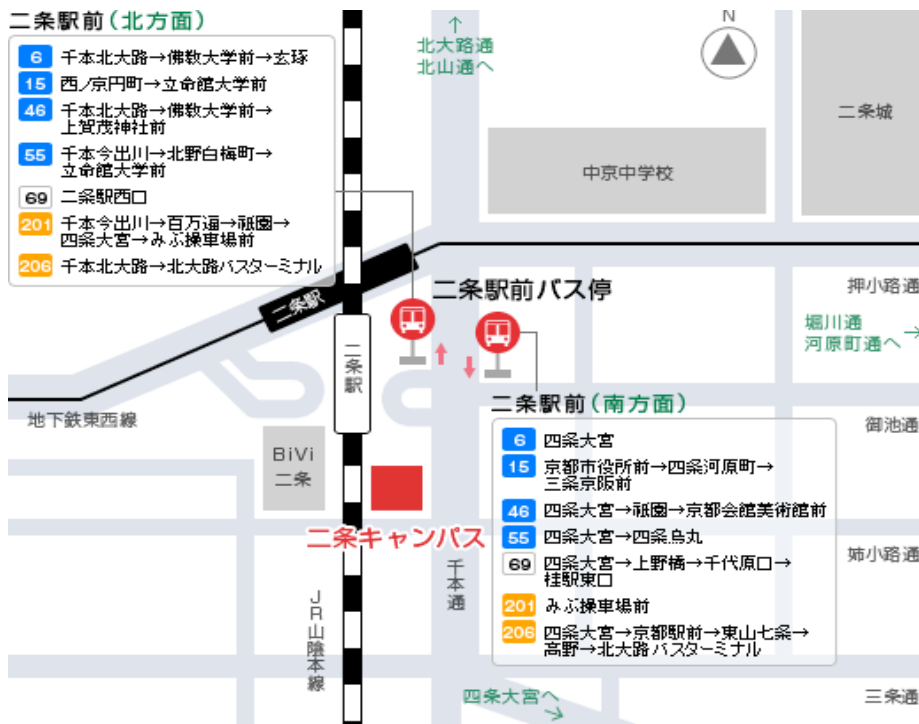 二条駅前(北方面)
6 千本北大路→佛教大学前→玄琢
15 西ノ京円町→立命館大学前
46 千本北大路→佛教大学前→
上賀茂神社前
55 千本今出川→北野白梅町→
立命館大学前
69 二条駅西口
201 千本今出川→百万遍→祇園→
四条大宮→みぶ操車場前
206 千本北大路→北大路バスターミナル
↑
北大路通
北山通へ
N
二条城
中京中学校
二条駅
二条駅前バス停
押小路通
堀川通
河原町通へ→
二条駅
地下鉄東西線
御池通
二条駅前(南方面)
6 四条大宮
15 京都市役所前→四条河原町→
三条京阪前
46 四条大宮→祇園→京都会館美術館前
55 四条大宮→四条烏丸
69 四条大宮→上野橋→千代原口→
桂駅東口
201 みぶ操車場前
206 四条大宮→京都駅前→東山七条→
高野→北大路バスターミナル
BiVi
二条
二条キャンパス
千本通
姉小路通
JR山陰本線
四条大宮へ
→
三条通